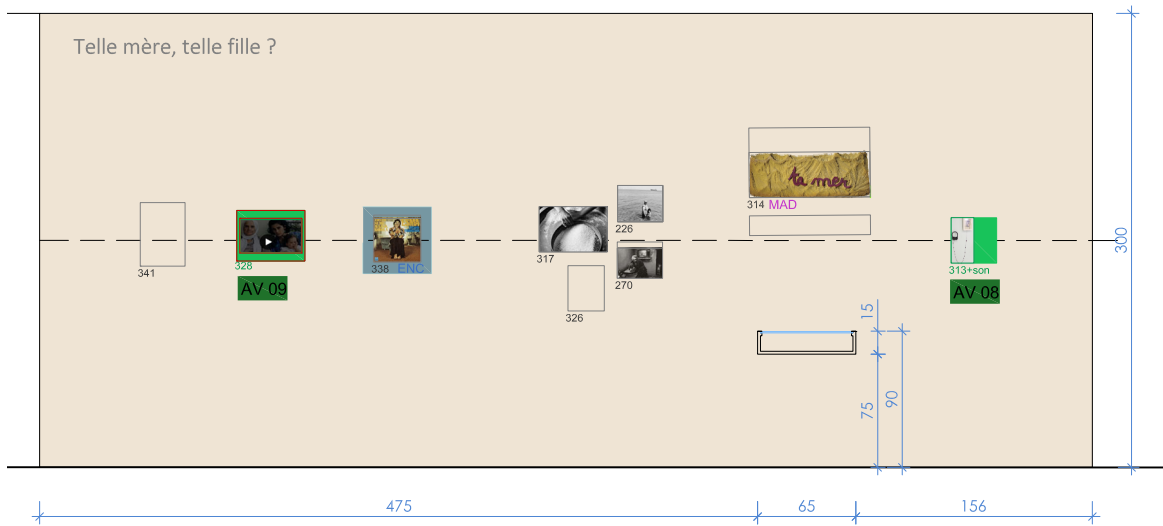 Telle mère, telle fille ?
ta mer
314 MAD
226
341
328
AV 09
338 ENC
317
270
326
313+son
AV 08
300
15
75
90
475
65
156